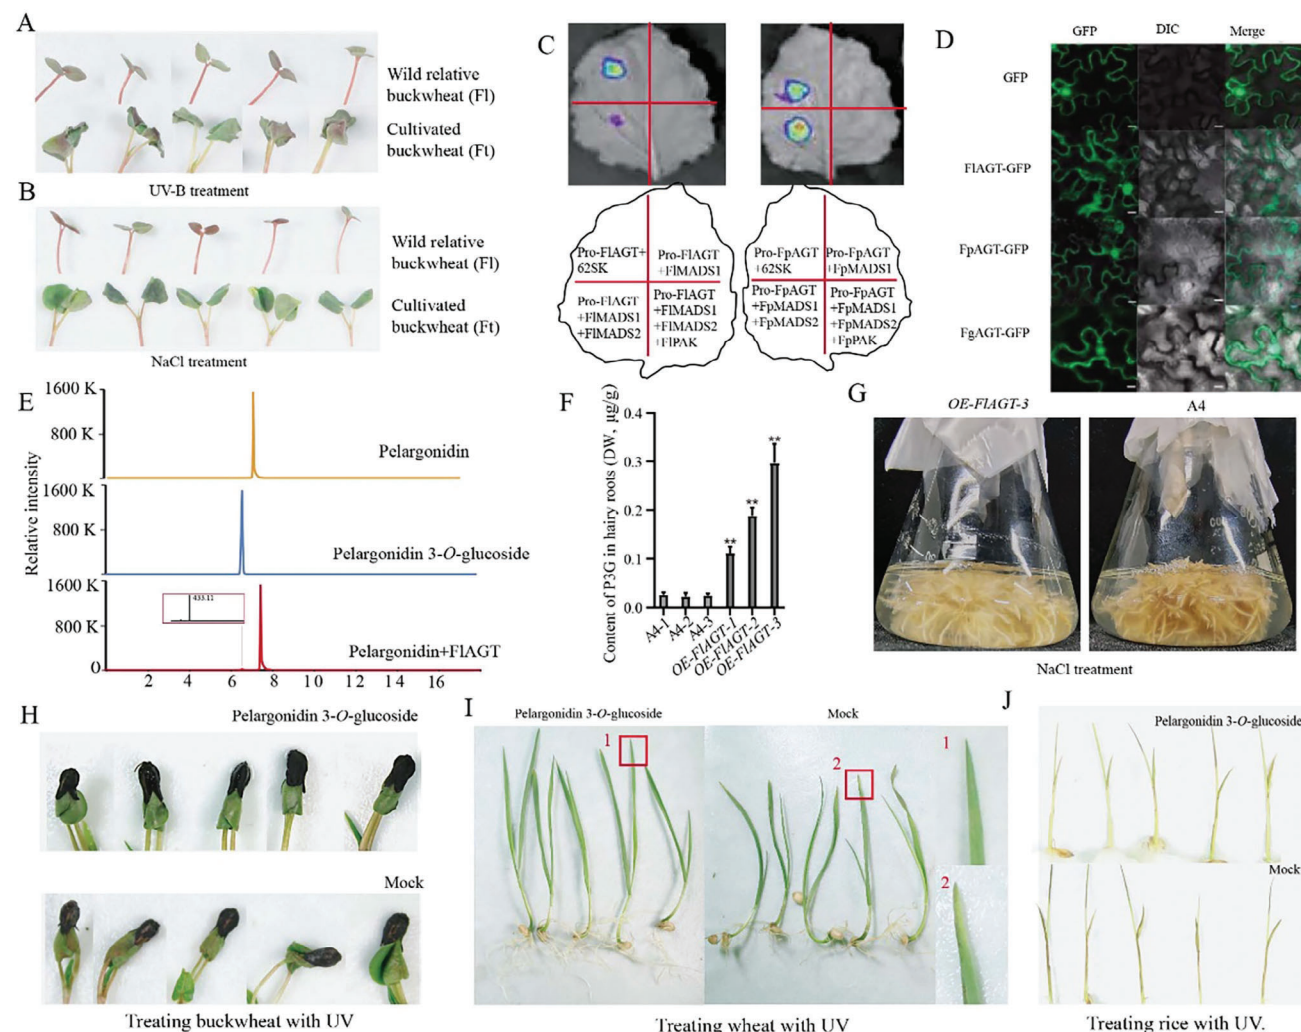 A
Wild relative
buckwheat (Fl)
Cultivated
buckwheat (Ft)
UV-B treatment
B
Wild relative
buckwheat (Fl)
Cultivated
buckwheat (Ft)
NaCl treatment
C
Pro-FlAGT+
62SK
Pro-FlAGT
+FlMADS1
Pro-FlAGT
+FlMADS1
+FlMADS2
Pro-FlAGT
+FlMADS1
+FlMADS2
+FlPAK
Pro-FpAGT
+62SK
Pro-FpAGT
+FpMADS1
Pro-FpAGT
+FpMADS1
+FpMADS2
Pro-FpAGT
+FpMADS1
+FpMADS2
+FpPAK
D
GFP
DIC
Merge
GFP
FlAGT-GFP
FpAGT-GFP
FgAGT-GFP
E
Relative intensity
1600 K
800 K
Pelargonidin
1600 K
800 K
Pelargonidin 3-O-glucoside
1600 K
800 K
0
433.11
Pelargonidin+FlAGT
2 4 6 8 10 12 14 16
F
Content of P3G in hairy roots (DW, μg/g)
0.4
0.3
0.2
0.1
0.0
**
**
**
A4-1
A4-2
A4-3
OE-FlAGT-1
OE-FlAGT-2
OE-FlAGT-3
G
OE-FlAGT-3
A4
NaCl treatment
H
Pelargonidin 3-O-glucoside
Mock
Treating buckwheat with UV
I
Pelargonidin 3-O-glucoside
Mock
1
2
1
2
Treating wheat with UV
J
Pelargonidin 3-O-glucoside
Mock
Treating rice with UV.